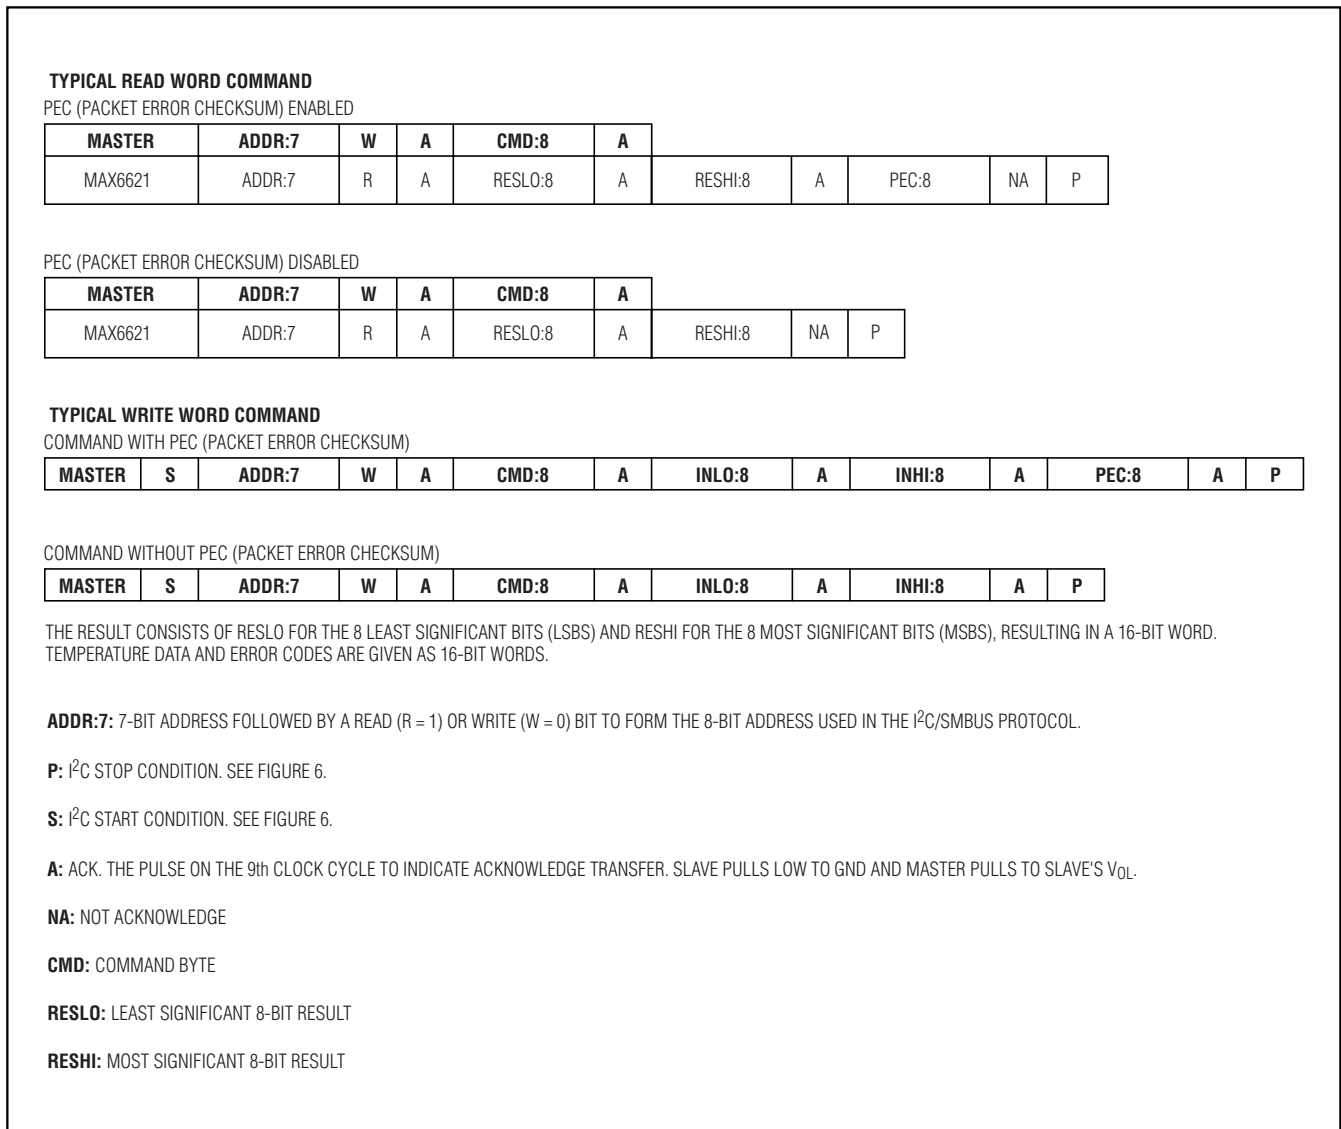 TYPICAL READ WORD COMMAND
PEC (PACKET ERROR CHECKSUM) ENABLED
MASTER ADDR:7 W A CMD:8 A
MAX6621 ADDR:7 R A RESLO:8 A RESHI:8 A PEC:8 NA P
PEC (PACKET ERROR CHECKSUM) DISABLED
MASTER ADDR:7 W A CMD:8 A
MAX6621 ADDR:7 R A RESLO:8 A RESHI:8 NA P
TYPICAL WRITE WORD COMMAND
COMMAND WITH PEC (PACKET ERROR CHECKSUM)
MASTER S ADDR:7 W A CMD:8 A INLO:8 A INHI:8 A PEC:8 A P
COMMAND WITHOUT PEC (PACKET ERROR CHECKSUM)
MASTER S ADDR:7 W A CMD:8 A INLO:8 A INHI:8 A P
THE RESULT CONSISTS OF RESLO FOR THE 8 LEAST SIGNIFICANT BITS (LSBS) AND RESHI FOR THE 8 MOST SIGNIFICANT BITS (MSBS), RESULTING IN A 16-BIT WORD.
TEMPERATURE DATA AND ERROR CODES ARE GIVEN AS 16-BIT WORDS.
ADDR:7: 7-BIT ADDRESS FOLLOWED BY A READ (R = 1) OR WRITE (W = 0) BIT TO FORM THE 8-BIT ADDRESS USED IN THE I2C/SMBUS PROTOCOL.
P: I2C STOP CONDITION. SEE FIGURE 6.
S: I2C START CONDITION. SEE FIGURE 6.
A: ACK. THE PULSE ON THE 9th CLOCK CYCLE TO INDICATE ACKNOWLEDGE TRANSFER. SLAVE PULLS LOW TO GND AND MASTER PULLS TO SLAVE'S VOL.
NA: NOT ACKNOWLEDGE
CMD: COMMAND BYTE
RESLO: LEAST SIGNIFICANT 8-BIT RESULT
RESHI: MOST SIGNIFICANT 8-BIT RESULT